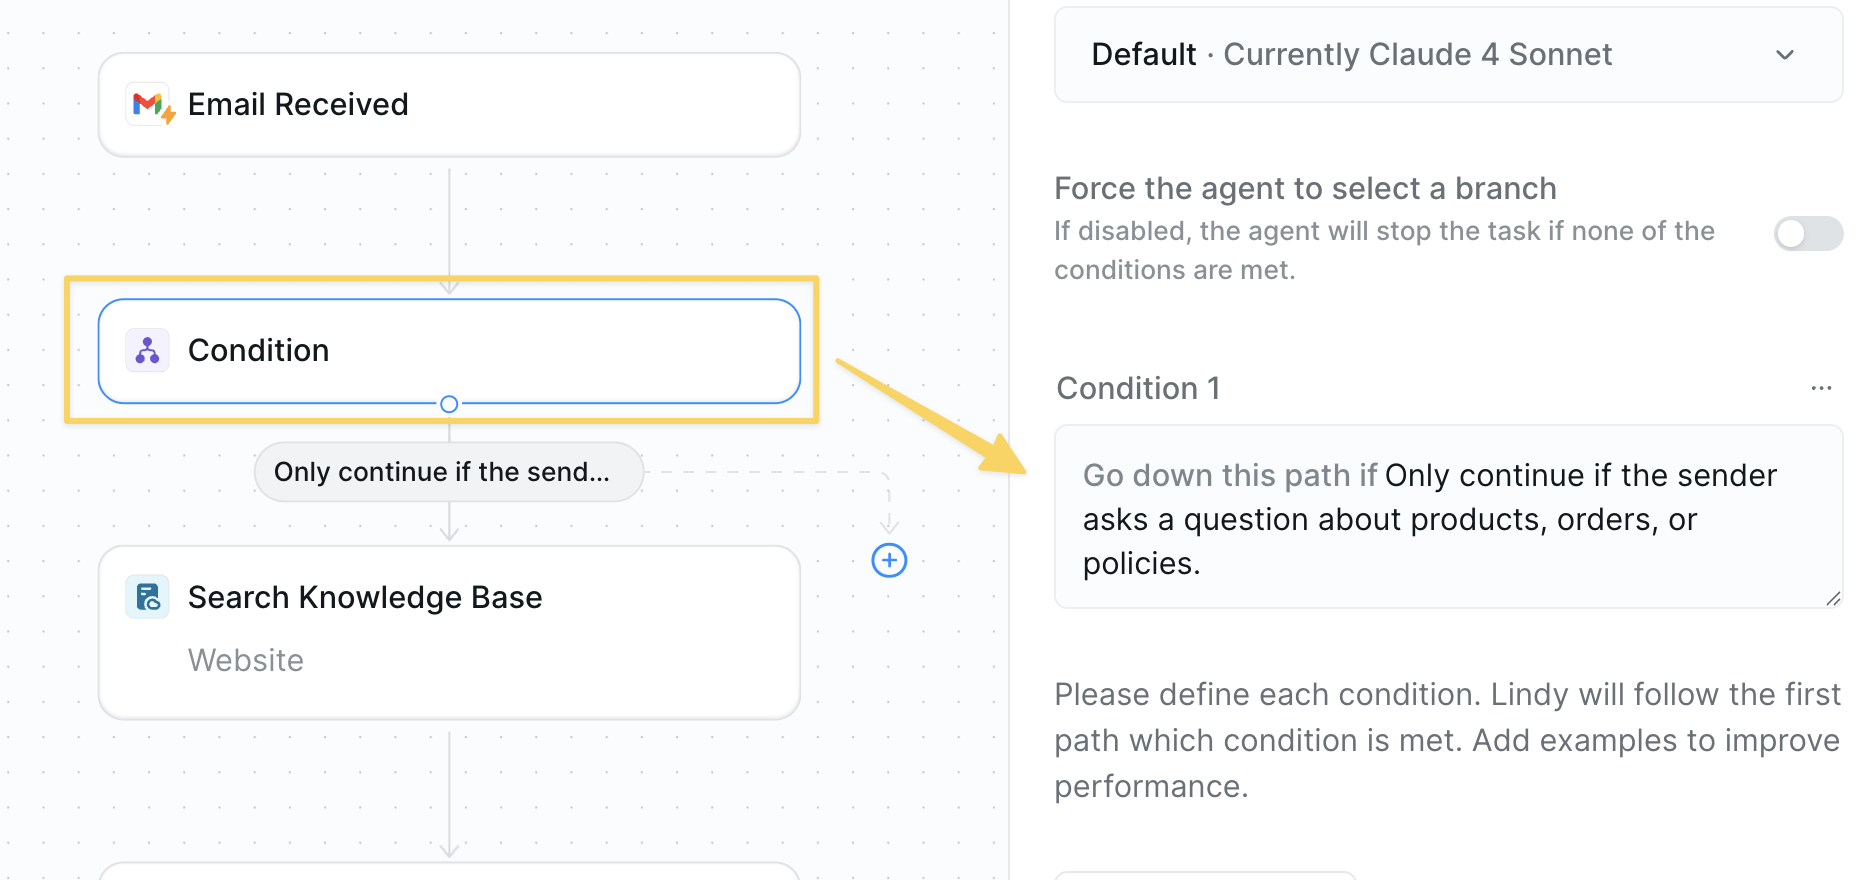 Email Received
Condition
Only continue if the send...
Search Knowledge Base
Website
Default · Currently Claude 4 Sonnet
Force the agent to select a branch
If disabled, the agent will stop the task if none of the
conditions are met.
Condition 1
Go down this path if Only continue if the sender
asks a question about products, orders, or
policies.
Please define each condition. Lindy will follow the first
path which condition is met. Add examples to improve
performance.